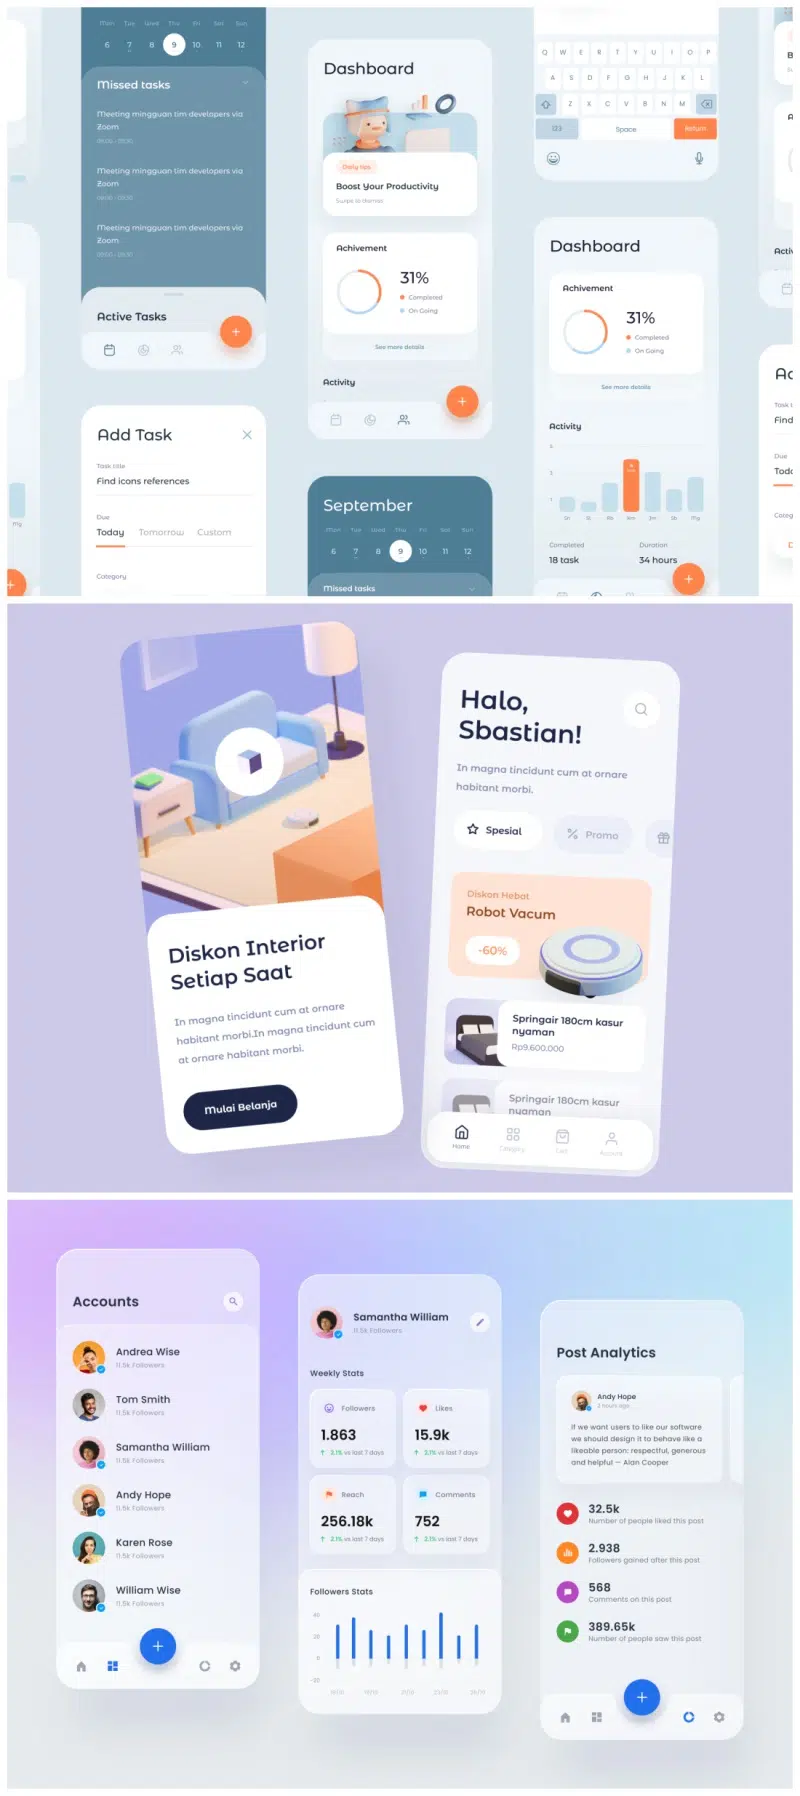 Mon Tue Wed Thu Fri Sat Sun
6 7 8 9 10 11 12
Missed tasks
Meeting mingguan tim developers via
Zoom
09:00 - 09:30
Meeting mingguan tim developers via
Zoom
09:00 - 09:30
Meeting mingguan tim developers via
Zoom
09:00 - 09:30
Active Tasks
Add Task
Task title
Find icons references
Due
Today Tomorrow Custom
Category
Dashboard
Daily tips
Boost Your Productivity
Swipe to dismiss
Achivement
31%
Completed
On Going
See more details
Activity
September
Mon Tue Wed Thu Fri Sat Sun
6 7 8 9 10 11 12
Missed tasks
Q W E R T Y U I O P
A S D F G H J K L
Z X C V B N M
123 Space Return
Dashboard
Achivement
31%
Completed
On Going
See more details
Activity
Completed
18 task
Duration
34 hours
Diskon Interior
Setiap Saat
In magna tincidunt cum at ornare
habitant morbi.In magna tincidunt cum
at ornare habitant morbi.
Mulai Belanja
Halo,
Sbastian!
In magna tincidunt cum at ornare
habitant morbi.
Spesial
Promo
Diskon Hebot
Robot Vacum
-60%
Springair 180cm kasur
nyaman
Rp9.600.000
Springair 180cm kasur
nyaman
Home
Category
Cart
Account
Accounts
Andrea Wise
11.5k Followers
Tom Smith
11.5k Followers
Samantha William
11.5k Followers
Andy Hope
11.5k Followers
Karen Rose
11.5k Followers
William Wise
11.5k Followers
Samantha William
11.5k Followers
Weekly Stats
Followers
1.863
2.1% vs last 7 days
Likes
15.9k
2.1% vs last 7 days
Reach
256.18k
2.1% vs last 7 days
Comments
752
2.1% vs last 7 days
Followers Stats
40
20
0
-20
Post Analytics
Andy Hope
2 hours ago
If we want users to like our software
we should design it to behave like a
likeable person: respectful, generous
and helpful — Alan Cooper
32.5k
Number of people liked this post
2.938
Followers gained after this post
568
Comments on this post
389.65k
Number of people saw this post